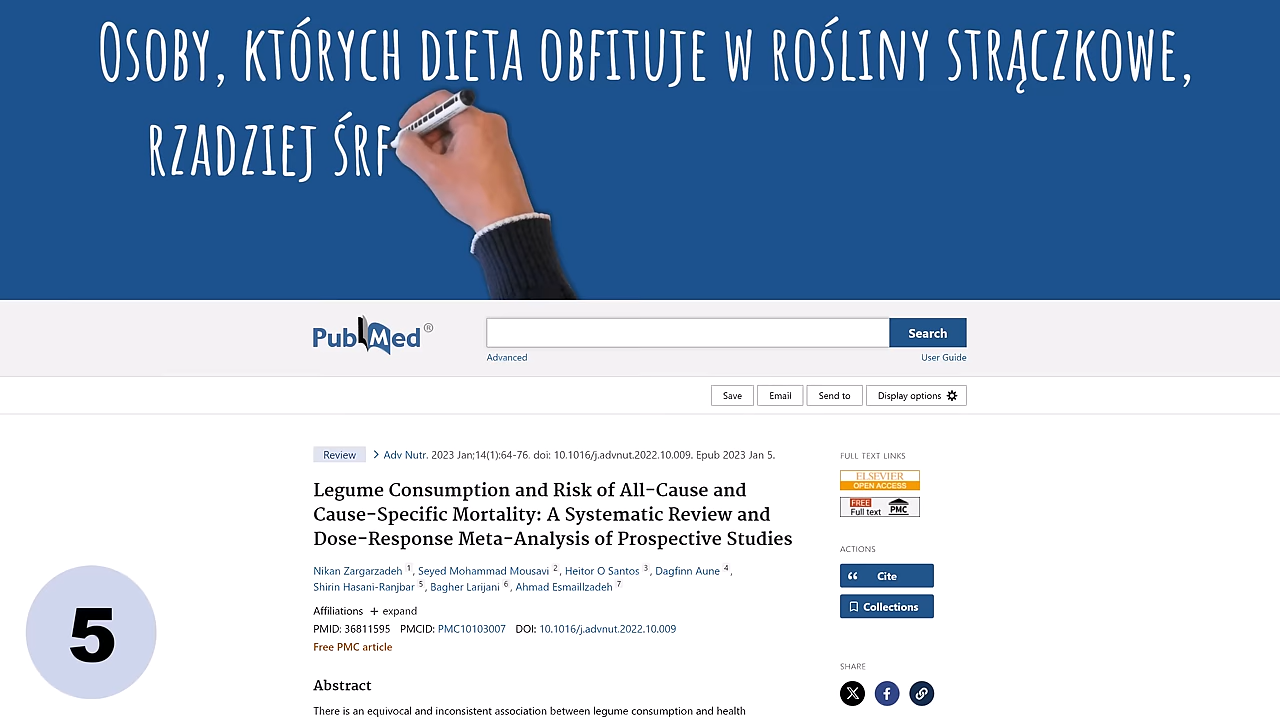 Osoby, których dieta obfituje w rośliny strączkowe,
rzadziej
PubMed®
Search
Advanced
User Guide
Save
Email
Send to
Display options
Review
Adv Nutr. 2023 Jan;14(1):64-76. doi: 10.1016/j.advnut.2022.10.009. Epub 2023 Jan 5.
Legume Consumption and Risk of All-Cause and
Cause-Specific Mortality: A Systematic Review and
Dose-Response Meta-Analysis of Prospective Studies
Nikan Zargarzadeh 1, Seyed Mohammad Mousavi 2, Heitor O Santos 3, Dagfinn Aune 4,
Shirin Hasani-Ranjbar 5, Bagher Larijani 6, Ahmad Esmaillzadeh 7
Affiliations + expand
PMID: 36811595 PMCID: PMC10103007 DOI: 10.1016/j.advnut.2022.10.009
Free PMC article
Abstract
There is an equivocal and inconsistent association between legume consumption and health
FULL TEXT LINKS
ELSEVIER
OPEN ACCESS
FREE
Full text
PMC
ACTIONS
Cite
Collections
SHARE
5